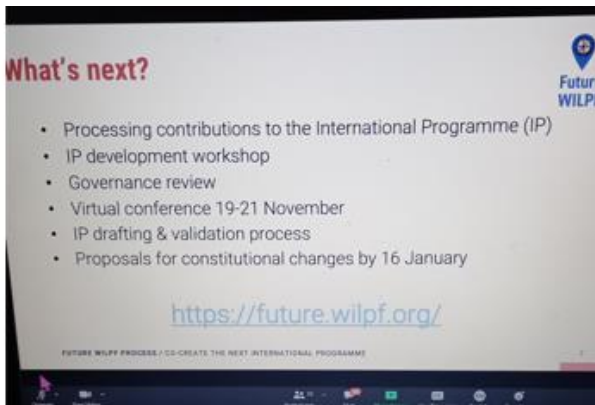 What's next?
Future
WILPF
• Processing contributions to the International Programme (IP)
• IP development workshop
• Governance review
• Virtual conference 19-21 November
• IP drafting & validation process
• Proposals for constitutional changes by 16 January
https://future.wilpf.org/
FUTURE WILPF PROCESS / CO-CREATE THE NEXT INTERNATIONAL PROGRAMME